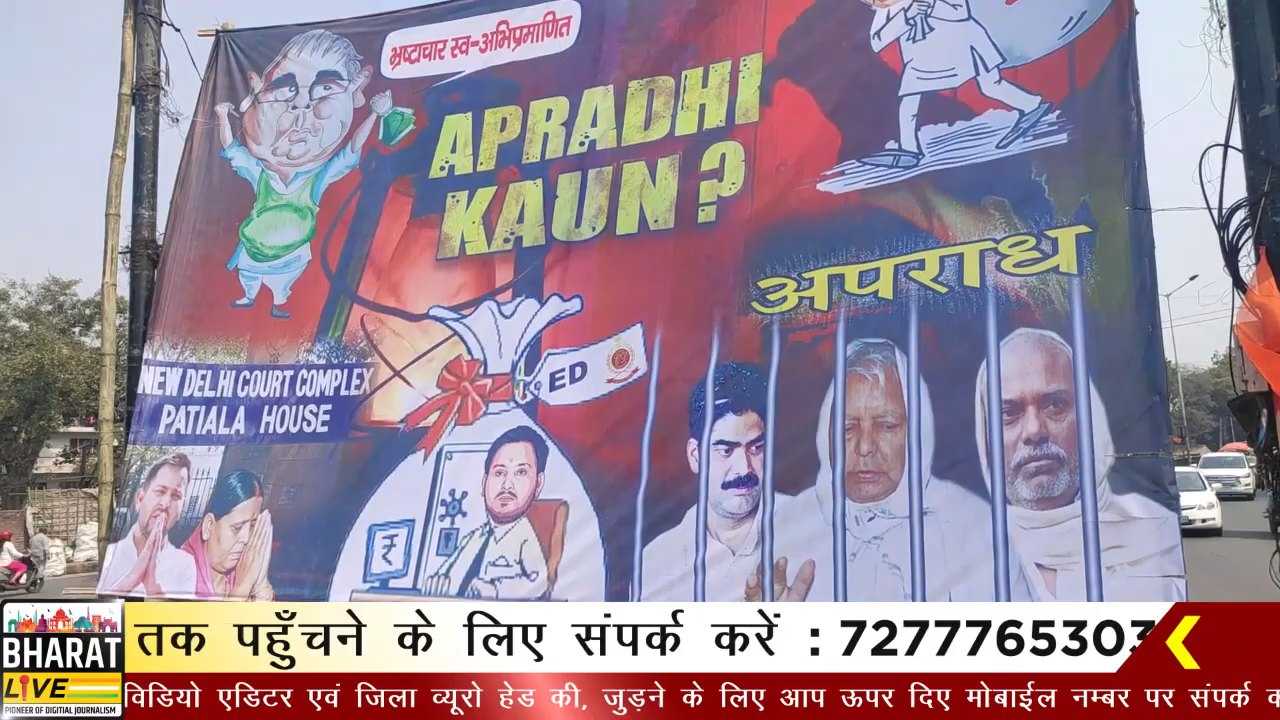 भ्रष्टाचार स्व-अभिप्रमाणित
APRADHI
KAUN?
अपराध
ED
NEW DELHI COURT COMPLEX
PATIALA HOUSE
₹
तक पहुँचने के लिए संपर्क करें : 7277765303
BHARAT
LIVE
PIONEER OF DIGITAL JOURNALISM
विडियो एडिटर एवं जिला व्यूरो हेड की, जुड़ने के लिए आप ऊपर दिए मोबाईल नम्बर पर संपर्क